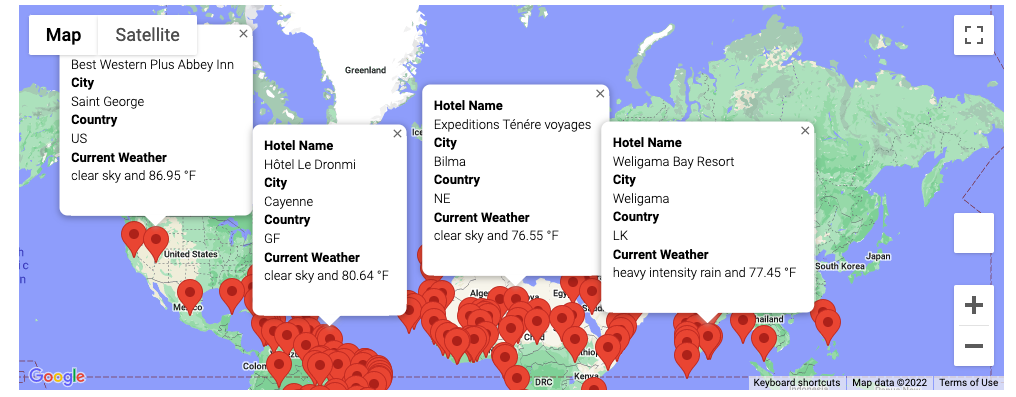 Map
Satellite
Best Western Plus Abbey Inn
City
Saint George
Country
US
Current Weather
clear sky and 86.95 °F
Hotel Name
Hôtel Le Dronmi
City
Cayenne
Country
GF
Current Weather
clear sky and 80.64 °F
Hotel Name
Expeditions Ténére voyages
City
Bilma
Country
NE
Current Weather
clear sky and 76.55 °F
Hotel Name
Weligama Bay Resort
City
Weligama
Country
LK
Current Weather
heavy intensity rain and 77.45 °F
Greenland
United States
South Korea
Japan
Chad
DRC
Kenya
Google
Keyboard shortcuts
Map data ©2022
Terms of Use